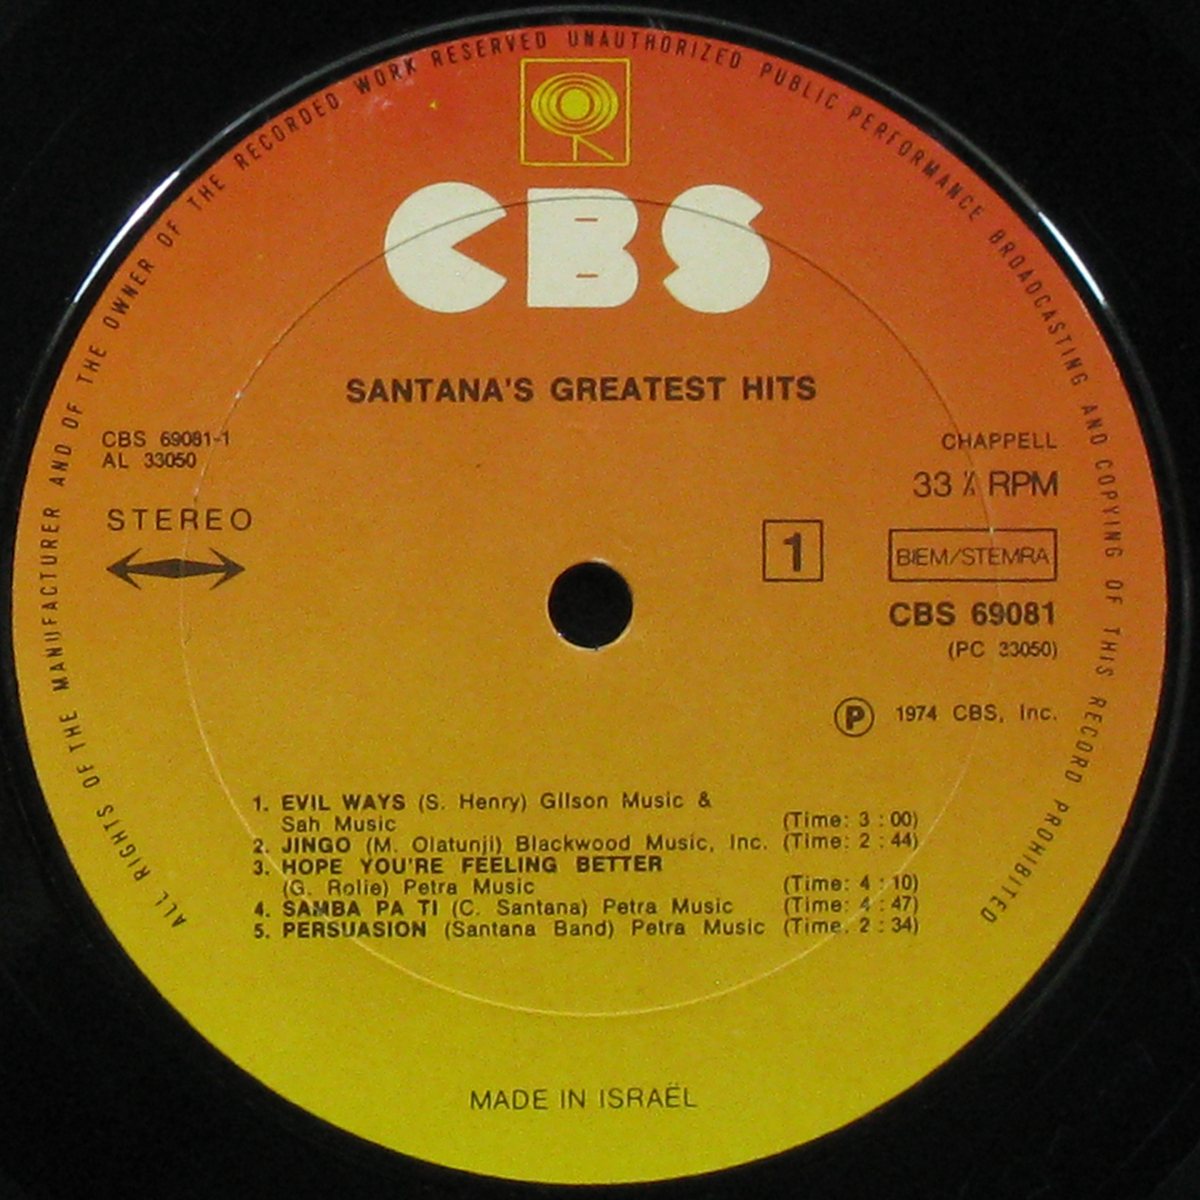 ALL RIGHTS OF THE MANUFACTURER AND OF THE OWNER OF THE RECORDED WORK RESERVED UNAUTHORIZED PUBLIC PERFORMANCE BROADCASTING AND COPYING OF THIS RECORD PROHIBITED
CBS
SANTANA'S GREATEST HITS
CBS 69081-1
AL 33050
STEREO
CHAPPELL
33 ⅓ RPM
1
BIEM/STEMRA
CBS 69081
(PC 33050)
Ⓟ 1974 CBS, Inc.
1. EVIL WAYS (S. Henry) Gilson Music &
Sah Music (Time: 3 : 00)
2. JINGO (M. Olatunji) Blackwood Music, Inc. (Time: 2 : 44)
3. HOPE YOU'RE FEELING BETTER
(G. Rolie) Petra Music (Time: 4 : 10)
4. SAMBA PA TI (C. Santana) Petra Music (Time: 4 : 47)
5. PERSUASION (Santana Band) Petra Music (Time: 2 : 34)
MADE IN ISRAËL